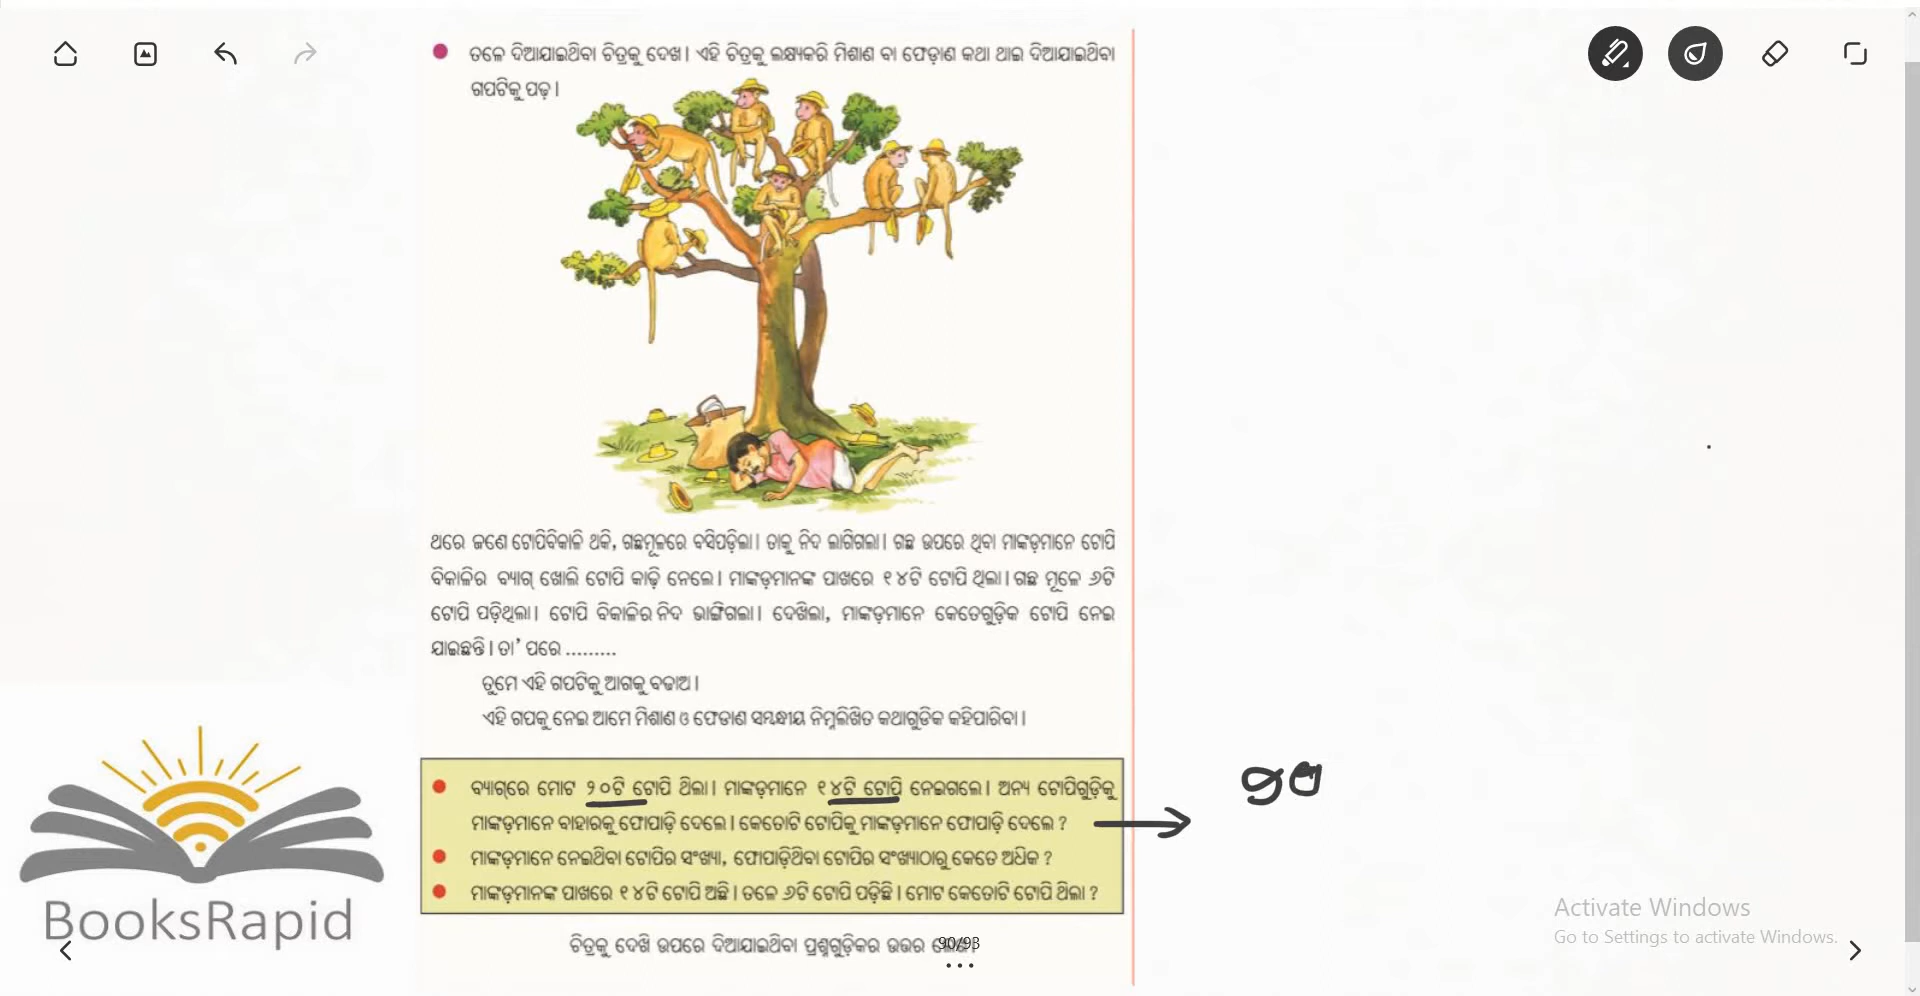 ତଳେ ଦିଆଯାଇଥିବା ଚିତ୍ରକୁ ଦେଖ। ଏହି ଚିତ୍ରକୁ ଲକ୍ଷ୍ୟକରି ମିଶାଣ ବା ଫେଡ଼ାଣ କଥା ଥାଇ ଦିଆଯାଇଥିବା
ଗପଟିକୁ ପଢ଼।
ଥରେ ଜଣେ ଟୋପିବିକାଳି ଥକି, ଗଛମୂଳରେ ବସିପଡ଼ିଲା। ତାକୁ ନିଦ ଲାଗିଗଲା। ଗଛ ଉପରେ ଥିବା ମାଙ୍କଡ଼ମାନେ ଟୋପି
ବିକାଳିର ବ୍ୟାଗ୍ ଖୋଲି ଟୋପି କାଢ଼ି ନେଲେ। ମାଙ୍କଡ଼ମାନଙ୍କ ପାଖରେ ୧୪ଟି ଟୋପି ଥିଲା। ଗଛ ମୂଳେ ୬ଟି
ଟୋପି ପଡ଼ିଥିଲା। ଟୋପି ବିକାଳିର ନିଦ ଭାଙ୍ଗିଗଲା। ଦେଖିଲା, ମାଙ୍କଡ଼ମାନେ କେତେଗୁଡ଼ିକ ଟୋପି ନେଇ
ଯାଇଛନ୍ତି। ତା' ପରେ .........
ତୁମେ ଏହି ଗପଟିକୁ ଆଗକୁ ବଢାଅ।
ଏହି ଗପକୁ ନେଇ ଆମେ ମିଶାଣ ଓ ଫେଡାଣ ସମ୍ବନ୍ଧୀୟ ନିମ୍ନଲିଖିତ କଥାଗୁଡିକ କହିପାରିବା।
ବ୍ୟାଗ୍‌ରେ ମୋଟ ୨୦ଟି ଟୋପି ଥିଲା। ମାଙ୍କଡ଼ମାନେ ୧୪ଟି ଟୋପି ନେଇଗଲେ। ଅନ୍ୟ ଟୋପିଗୁଡ଼ିକୁ
ମାଙ୍କଡ଼ମାନେ ବାହାରକୁ ଫୋପାଡ଼ି ଦେଲେ। କେତୋଟି ଟୋପିକୁ ମାଙ୍କଡ଼ମାନେ ଫୋପାଡ଼ି ଦେଲେ ?
ମାଙ୍କଡ଼ମାନେ ନେଇଥିବା ଟୋପିର ସଂଖ୍ୟା, ଫୋପାଡ଼ିଥିବା ଟୋପିର ସଂଖ୍ୟାଠାରୁ କେତେ ଅଧିକ ?
ମାଙ୍କଡ଼ମାନଙ୍କ ପାଖରେ ୧୪ଟି ଟୋପି ଅଛି। ତଳେ ୬ଟି ଟୋପି ପଡ଼ିଛି। ମୋଟ କେତୋଟି ଟୋପି ଥିଲା ?
BooksRapid
Activate Windows
Go to Settings to activate Windows.
ଚିତ୍ରକୁ ଦେଖି ଉପରେ ଦିଆଯାଇଥିବା ପ୍ରଶ୍ନଗୁଡ଼ିକର ଉତ୍ତର
90/93